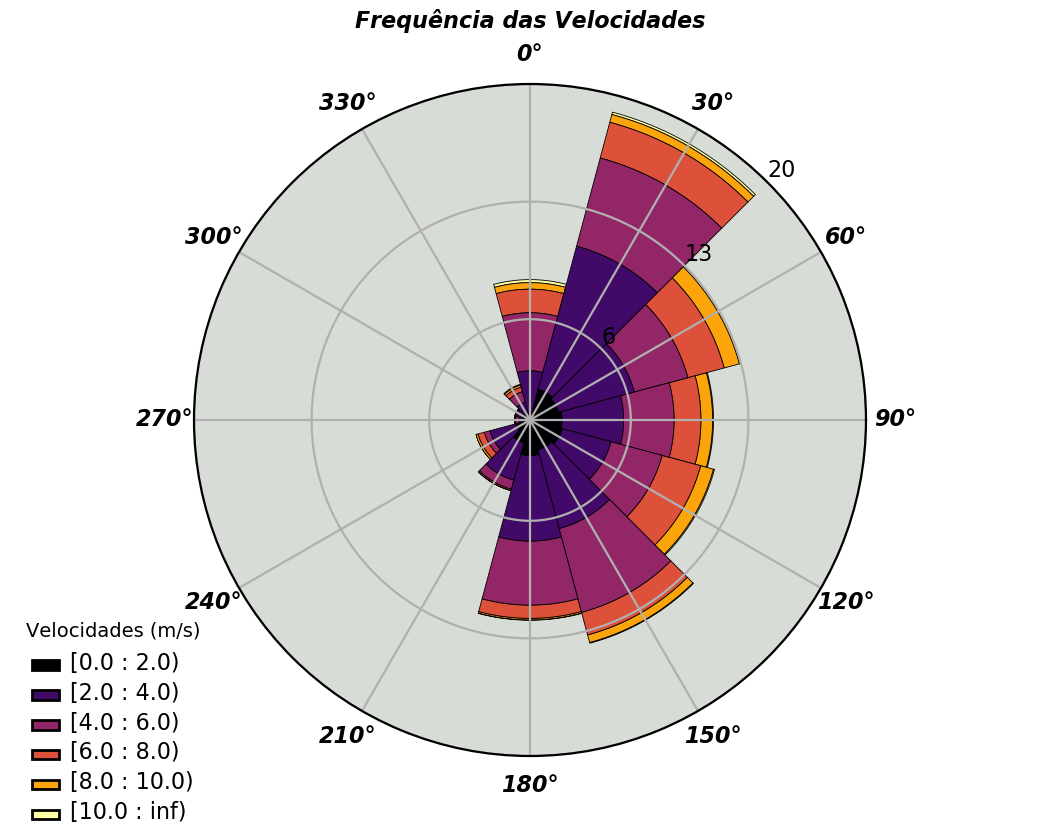 Frequência das Velocidades
0°
330°
30°
20
300°
60°
13
6
270°
90°
240°
120°
210°
150°
180°
Velocidades (m/s)
[0.0 : 2.0)
[2.0 : 4.0)
[4.0 : 6.0)
[6.0 : 8.0)
[8.0 : 10.0)
[10.0 : inf)